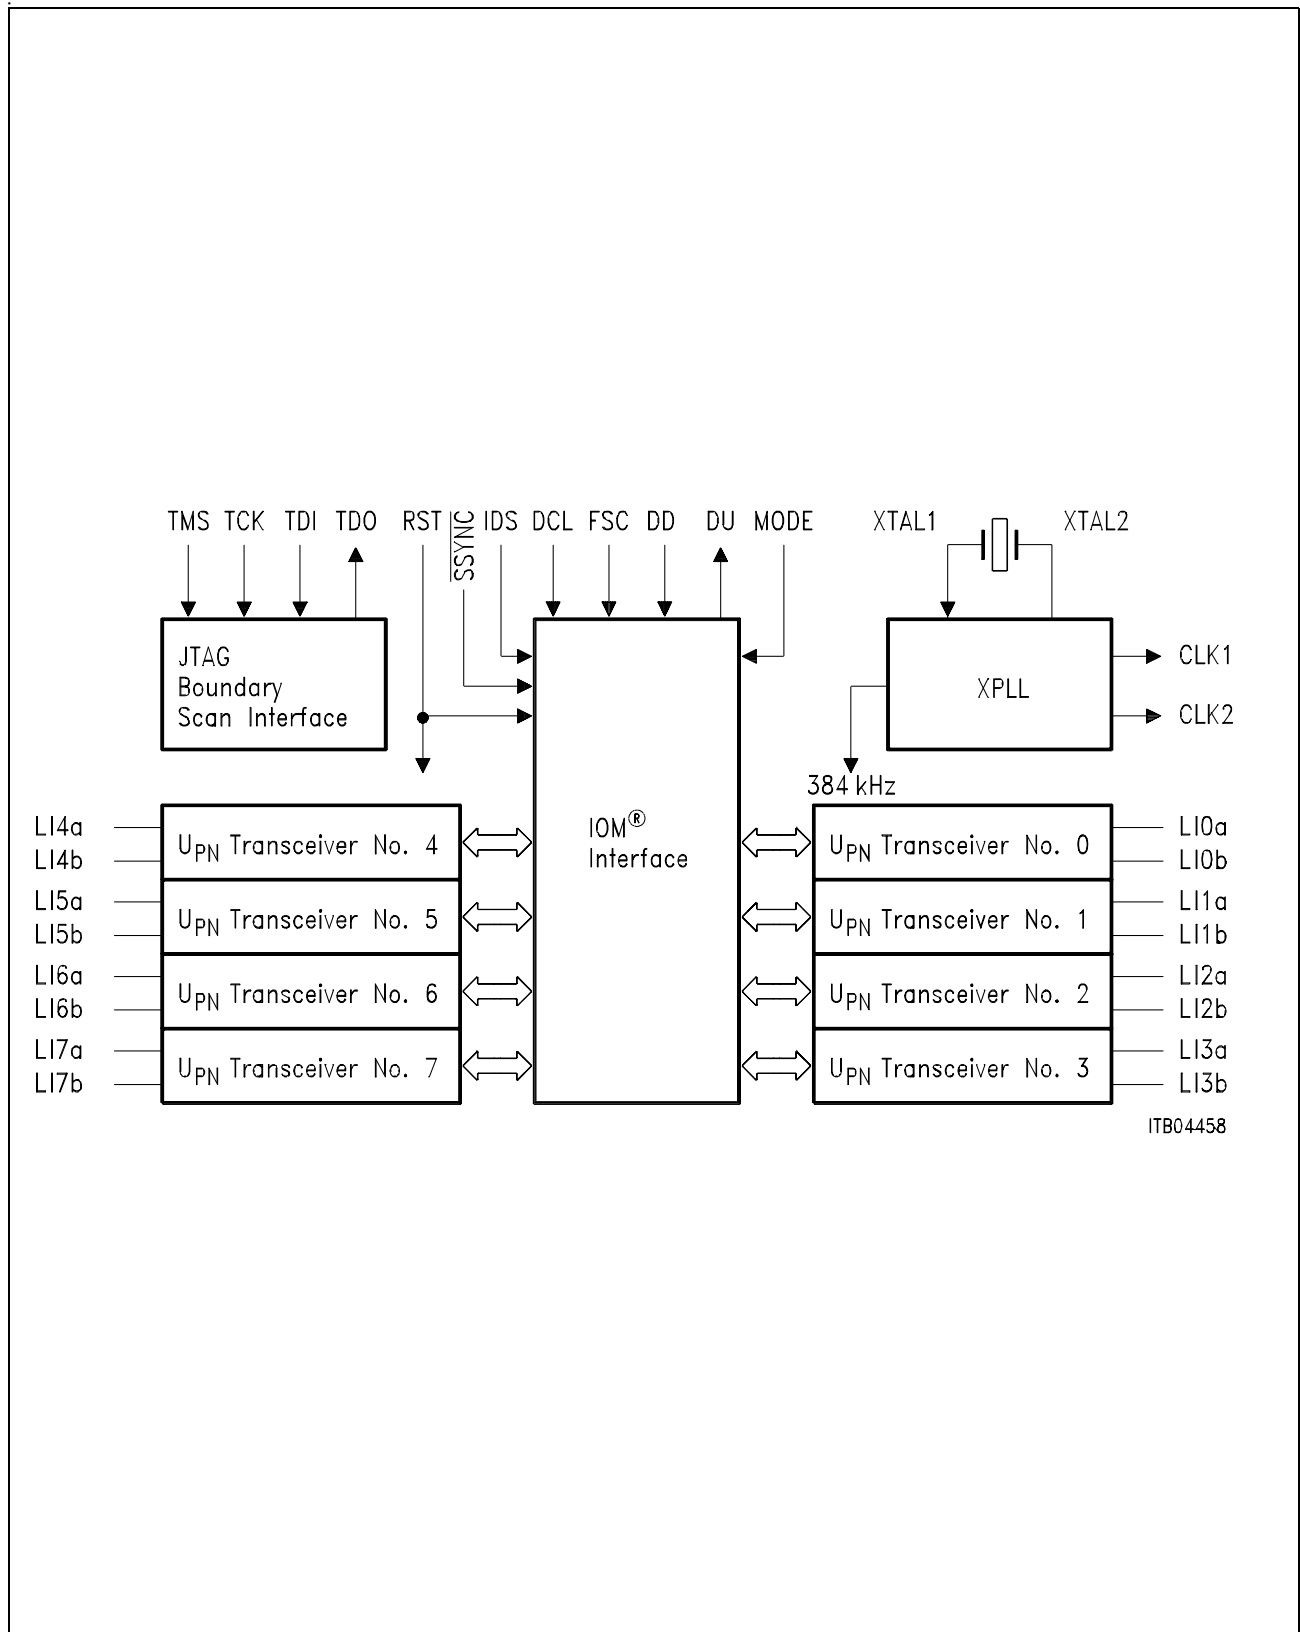 TMS TCK TDI TDO RST SSYNC IDS DCL FSC DD DU MODE XTAL1 XTAL2
JTAG
Boundary
Scan Interface
XPLL
CLK1
CLK2
384 kHz
IOM®
Interface
LI4a
LI4b
UPN Transceiver No. 4
LI5a
LI5b
UPN Transceiver No. 5
LI6a
LI6b
UPN Transceiver No. 6
LI7a
LI7b
UPN Transceiver No. 7
UPN Transceiver No. 0
LI0a
LI0b
UPN Transceiver No. 1
LI1a
LI1b
UPN Transceiver No. 2
LI2a
LI2b
UPN Transceiver No. 3
LI3a
LI3b
ITB04458